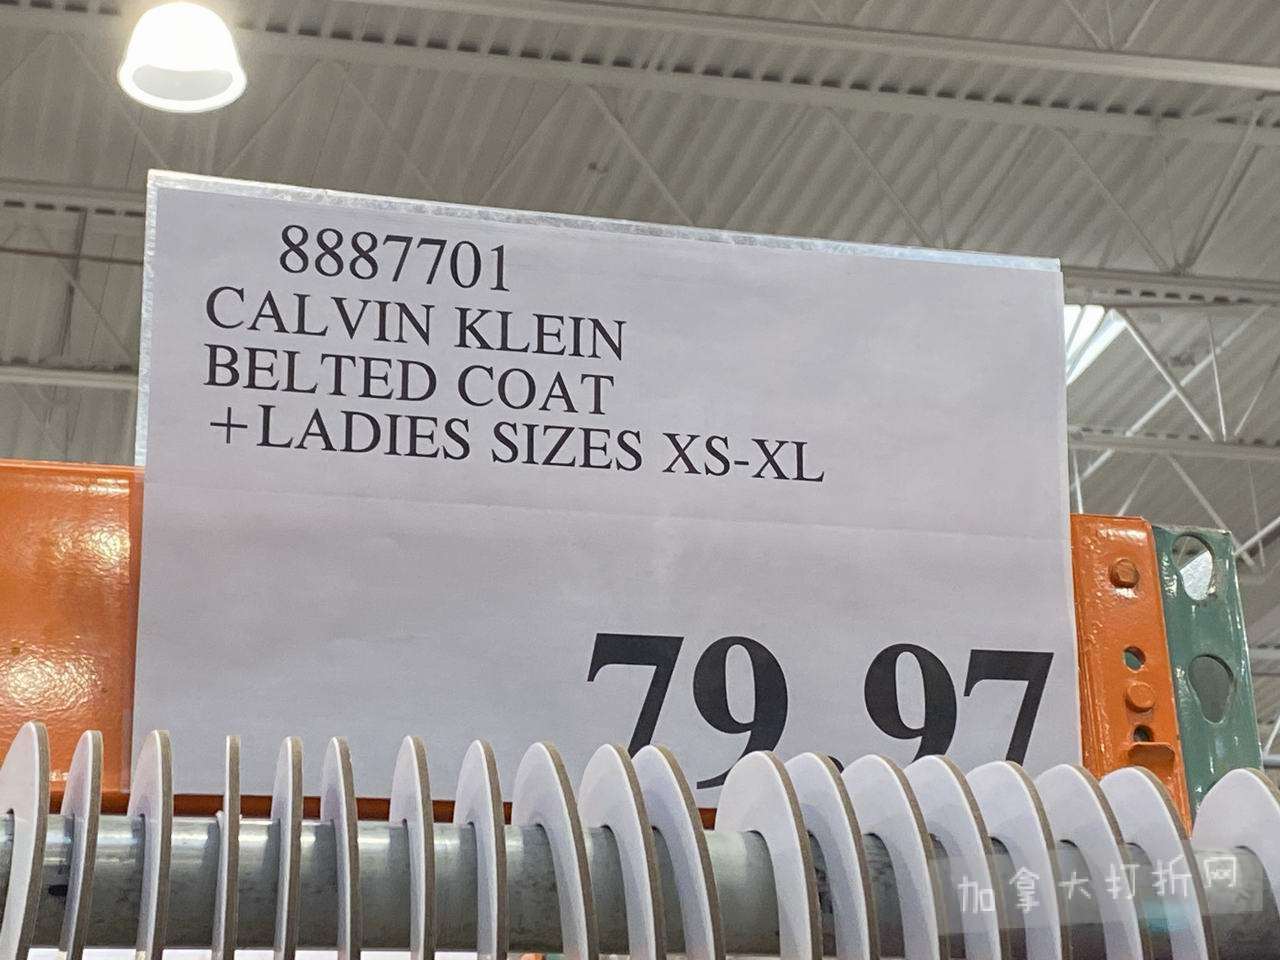 8887701
CALVIN KLEIN
BELTED COAT
+LADIES SIZES XS-XL
79.97
加拿大打折网